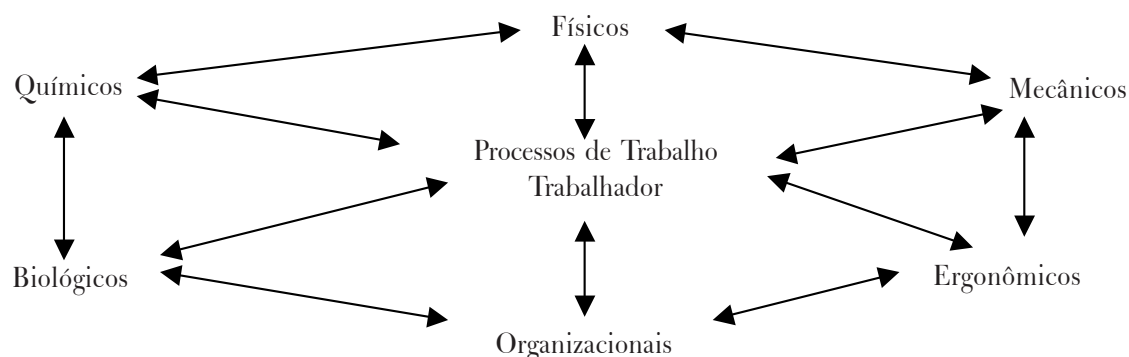 Físicos
Químicos
Mecânicos
Processos de Trabalho
Trabalhador
Biológicos
Ergonômicos
Organizacionais